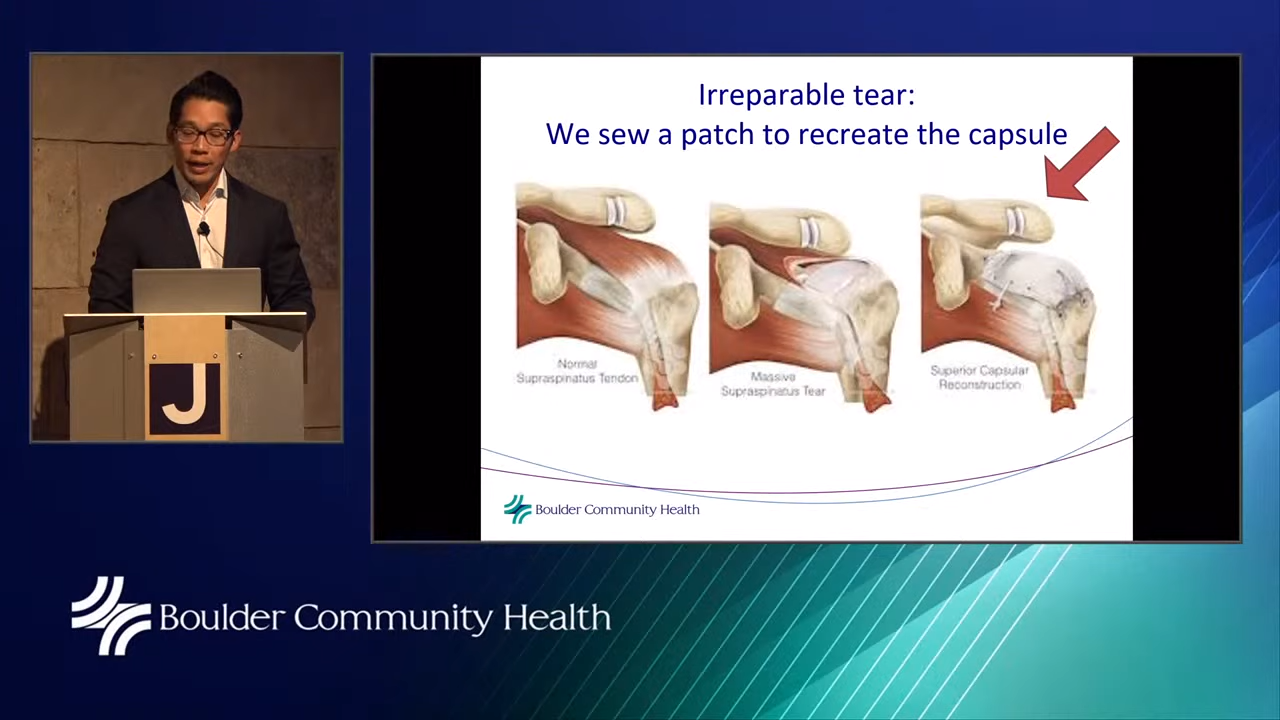 Irreparable tear:
We sew a patch to recreate the capsule
Normal
Supraspinatus Tendon
Massive
Supraspinatus Tear
Superior Capsular
Reconstruction
Boulder Community Health
J
Boulder Community Health